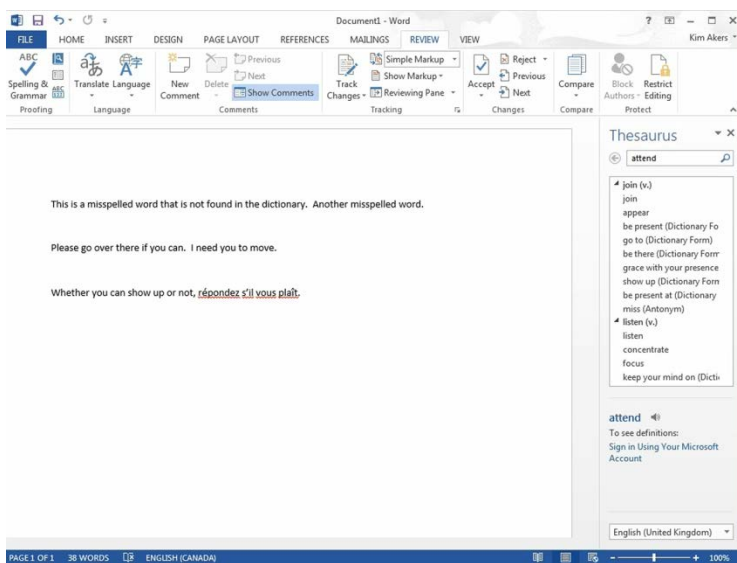 Document1 - Word
FILE HOME INSERT DESIGN PAGE LAYOUT REFERENCES MAILINGS REVIEW VIEW Kim Akers
ABC
Spelling & Grammar
ABC
123
Proofing
Translate Language
Language
New Comment
Delete
Previous
Next
Show Comments
Comments
Track Changes
Simple Markup
Show Markup
Reviewing Pane
Tracking
Accept
Reject
Previous
Next
Changes
Compare
Compare
Block Authors
Restrict Editing
Protect
This is a misspelled word that is not found in the dictionary. Another misspelled word.
Please go over there if you can. I need you to move.
Whether you can show up or not, répondez s'il vous plaît.
Thesaurus
attend
join (v.)
join
appear
be present (Dictionary Fo
go to (Dictionary Form)
be there (Dictionary Form
grace with your presence
show up (Dictionary Form
be present at (Dictionary
miss (Antonym)
listen (v.)
listen
concentrate
focus
keep your mind on (Dicti
attend
To see definitions:
Sign in Using Your Microsoft
Account
English (United Kingdom)
PAGE 1 OF 1 38 WORDS ENGLISH (CANADA) 100%